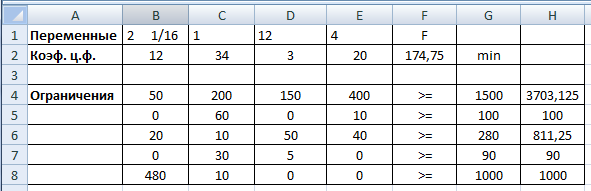 A B C D E F G H
1 Переменные 2 1/16 1 12 4 F
2 Коэф. ц.ф. 12 34 3 20 174,75 min
3
4 Ограничения 50 200 150 400 >= 1500 3703,125
5 0 60 0 10 >= 100 100
6 20 10 50 40 >= 280 811,25
7 0 30 5 0 >= 90 90
8 480 10 0 0 >= 1000 1000